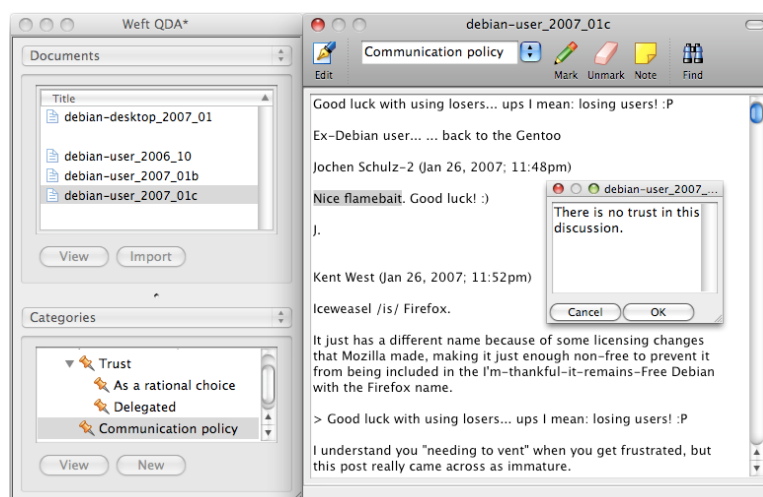 Weft QDA*
Documents
Title
debian-desktop_2007_01
debian-user_2006_10
debian-user_2007_01b
debian-user_2007_01c
View
Import
Categories
Trust
As a rational choice
Delegated
Communication policy
View
New
debian-user_2007_01c
Communication policy
Edit
Mark
Unmark
Note
Find
Good luck with using losers... ups I mean: losing users! :P
Ex-Debian user... ... back to the Gentoo
Jochen Schulz-2 (Jan 26, 2007; 11:48pm)
Nice flamebait. Good luck! :)
J.
Kent West (Jan 26, 2007; 11:52pm)
Iceweasel /is/ Firefox.
It just has a different name because of some licensing changes
that Mozilla made, making it just enough non-free to prevent it
from being included in the I'm-thankful-it-remains-Free Debian
with the Firefox name.
> Good luck with using losers... ups I mean: losing users! :P
I understand you "needing to vent" when you get frustrated, but
this post really came across as immature.
debian-user_2007_...
There is no trust in this
discussion.
Cancel
OK